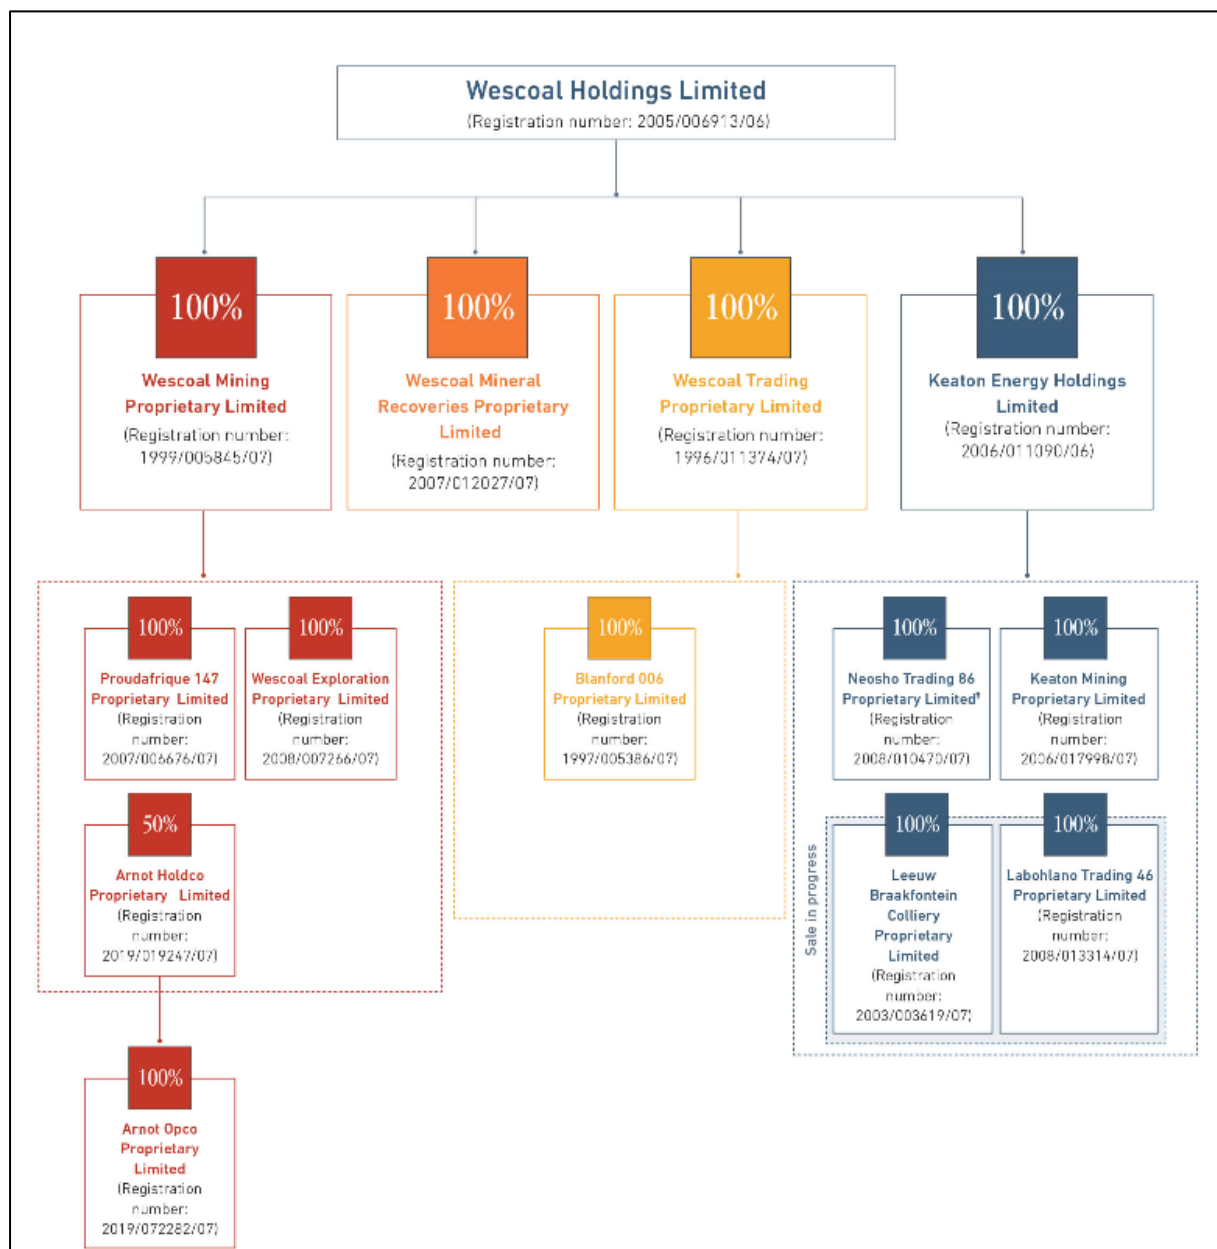 Wescoal Holdings Limited
(Registration number: 2005/006913/06)
100%
Wescoal Mining
Proprietary Limited
(Registration number:
1999/005845/07)
100%
Wescoal Mineral
Recoveries Proprietary
Limited
(Registration number:
2007/012027/07)
100%
Wescoal Trading
Proprietary Limited
(Registration number:
1996/011374/07)
100%
Keaton Energy Holdings
Limited
(Registration number:
2006/011090/06)
100%
Proudafrique 147
Proprietary Limited
(Registration
number:
2007/006676/07)
100%
Wescoal Exploration
Proprietary Limited
(Registration
number:
2008/007266/07)
50%
Arnot Holdco
Proprietary Limited
(Registration
number:
2019/019247/07)
100%
Arnot Opco
Proprietary
Limited
(Registration
number:
2019/072282/07)
100%
Blanford 006
Proprietary Limited
(Registration
number:
1997/005386/07)
100%
Neosho Trading 86
Proprietary Limited
(Registration
number:
2008/010470/07)
100%
Keaton Mining
Proprietary Limited
(Registration
number:
2006/017998/07)
Sale in progress
100%
Leeuw
Braakfontein
Colliery
Proprietary
Limited
(Registration
number:
2003/003619/07)
100%
Labohlano Trading 46
Proprietary Limited
(Registration
number:
2008/013314/07)